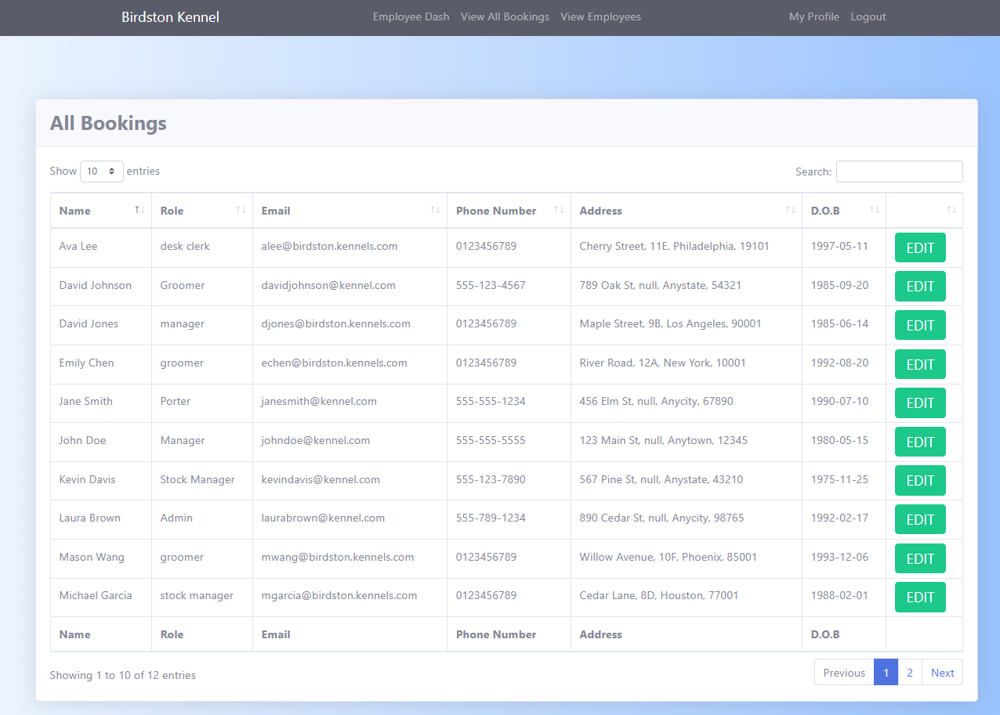 Birdston Kennel Employee Dash View All Bookings View Employees My Profile Logout
All Bookings
Show 10 entries Search:
Name Role Email Phone Number Address D.O.B
Ava Lee desk clerk alee@birdston.kennels.com 0123456789 Cherry Street, 11E, Philadelphia, 19101 1997-05-11 EDIT
David Johnson Groomer davidjohnson@kennel.com 555-123-4567 789 Oak St, null, Anystate, 54321 1985-09-20 EDIT
David Jones manager djones@birdston.kennels.com 0123456789 Maple Street, 9B, Los Angeles, 90001 1985-06-14 EDIT
Emily Chen groomer echen@birdston.kennels.com 0123456789 River Road, 12A, New York, 10001 1992-08-20 EDIT
Jane Smith Porter janesmith@kennel.com 555-555-1234 456 Elm St, null, Anycity, 67890 1990-07-10 EDIT
John Doe Manager johndoe@kennel.com 555-555-5555 123 Main St, null, Anytown, 12345 1980-05-15 EDIT
Kevin Davis Stock Manager kevindavis@kennel.com 555-123-7890 567 Pine St, null, Anystate, 43210 1975-11-25 EDIT
Laura Brown Admin laurabrown@kennel.com 555-789-1234 890 Cedar St, null, Anycity, 98765 1992-02-17 EDIT
Mason Wang groomer mwang@birdston.kennels.com 0123456789 Willow Avenue, 10F, Phoenix, 85001 1993-12-06 EDIT
Michael Garcia stock manager mgarcia@birdston.kennels.com 0123456789 Cedar Lane, 8D, Houston, 77001 1988-02-01 EDIT
Name Role Email Phone Number Address D.O.B
Showing 1 to 10 of 12 entries Previous 1 2 Next